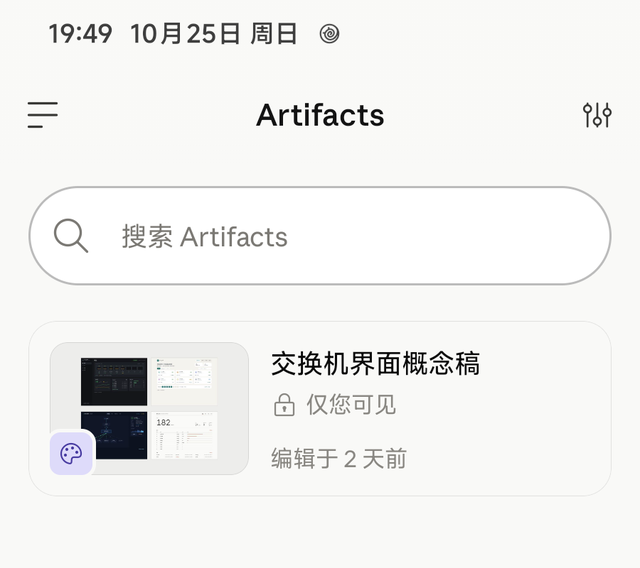 19:49 10月25日 周日
Artifacts
搜索 Artifacts
交换机界面概念稿
仅您可见
编辑于 2 天前
182